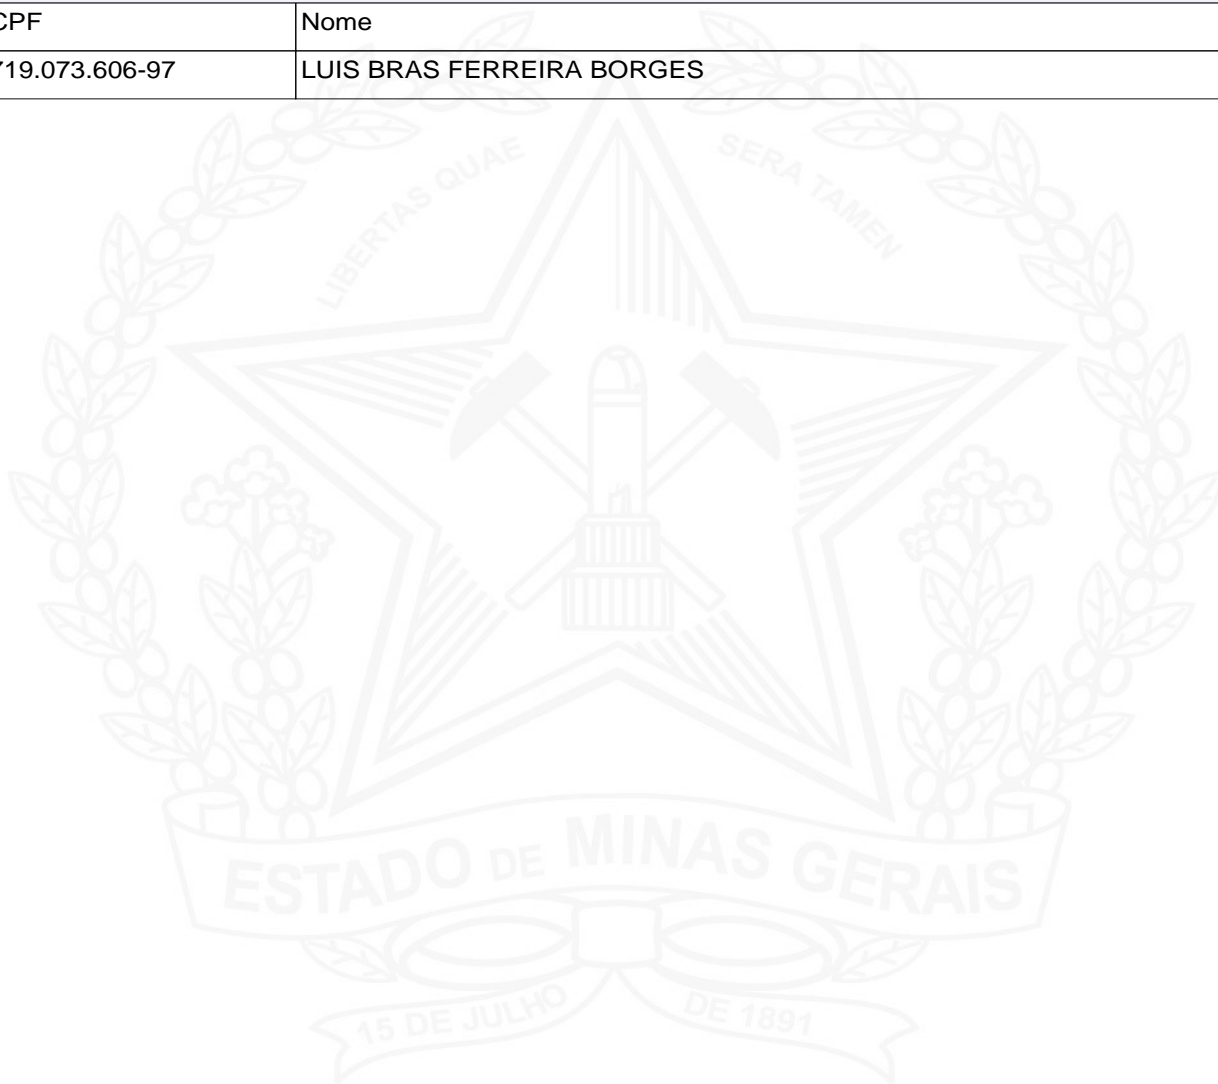 CPF Nome
719.073.606-97 LUIS BRAS FERREIRA BORGES
LIBERTAS QUAE SERA TAMEN
ESTADO DE MINAS GERAIS
15 DE JULHO DE 1891